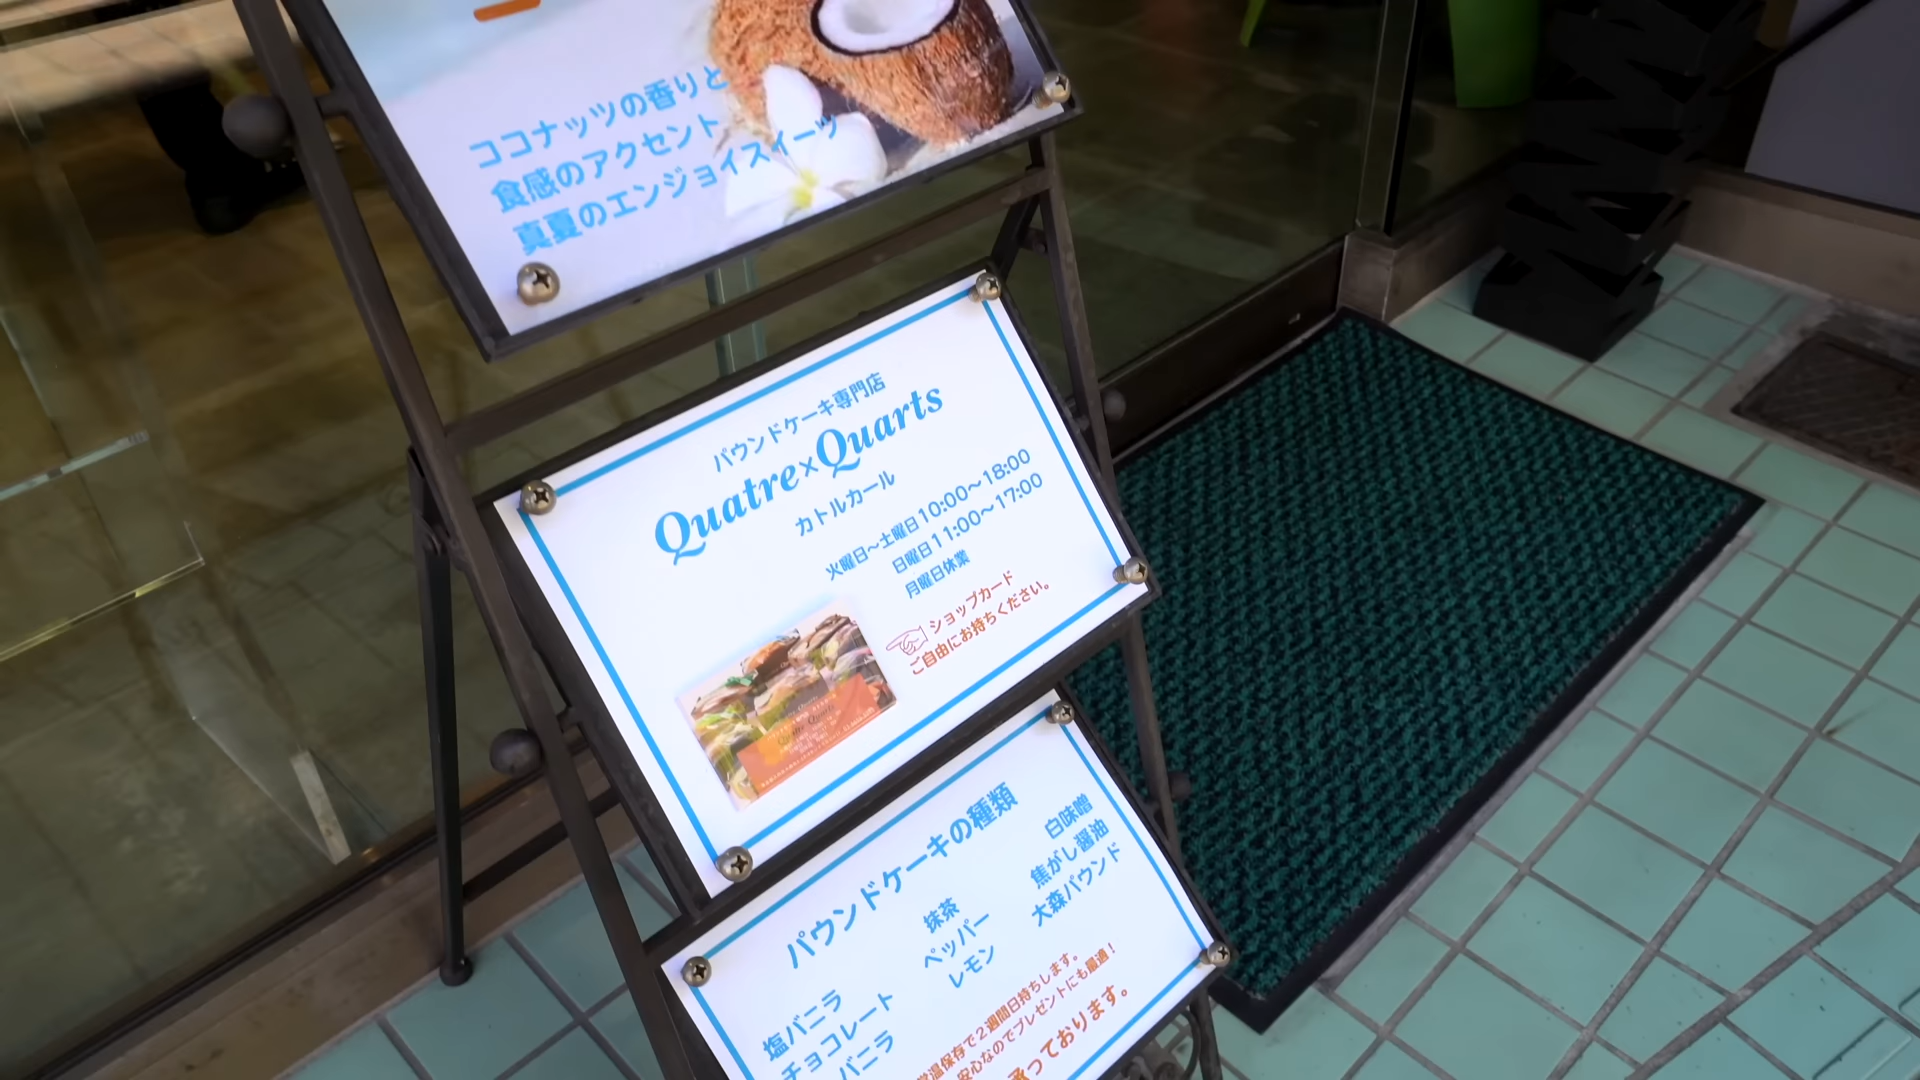 ココナッツの香りと
食感のアクセント
真夏のエンジョイスイーツ
パウンドケーキ専門店
Quatre×Quarts
カトルカール
火曜日～土曜日10:00～18:00
日曜日11:00～17:00
月曜日休業
ショップカード
ご自由にお持ちください。
パウンドケーキの種類
塩バニラ
チョコレート
バニラ
抹茶
ペッパー
レモン
白味噌
焦がし醤油
大森パウンド
常温保存で2週間日持ちします。
安心なのでプレゼントにも最適！
承っております。